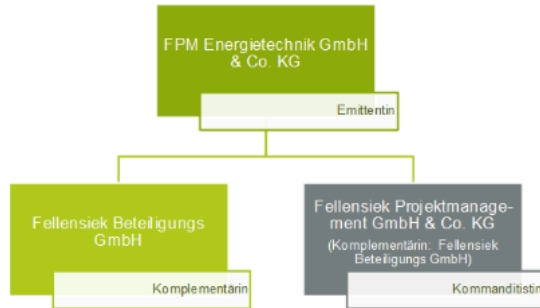 FPM Energietechnik GmbH
& Co. KG
Emittentin
Fellensiek Beteiligungs
GmbH
Komplementärin
Fellensiek Projektmanage-
ment GmbH & Co. KG
(Komplementärin: Fellensiek
Beteiligungs GmbH)
Kommanditistin